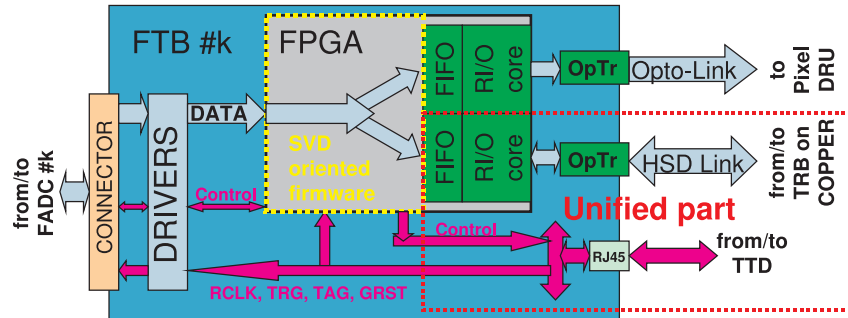 FTB #k
FPGA
FIFO
RI/O
core
OpTr
Opto-Link
to
Pixel
DRU
CONNECTOR
DRIVERS
DATA
SVD
oriented
firmware
FIFO
RI/O
core
OpTr
HSD Link
from/to
TRB on
COPPER
from/to
FADC #k
Control
Control
Unified part
RJ45
from/to
TTD
RCLK, TRG, TAG, GRST